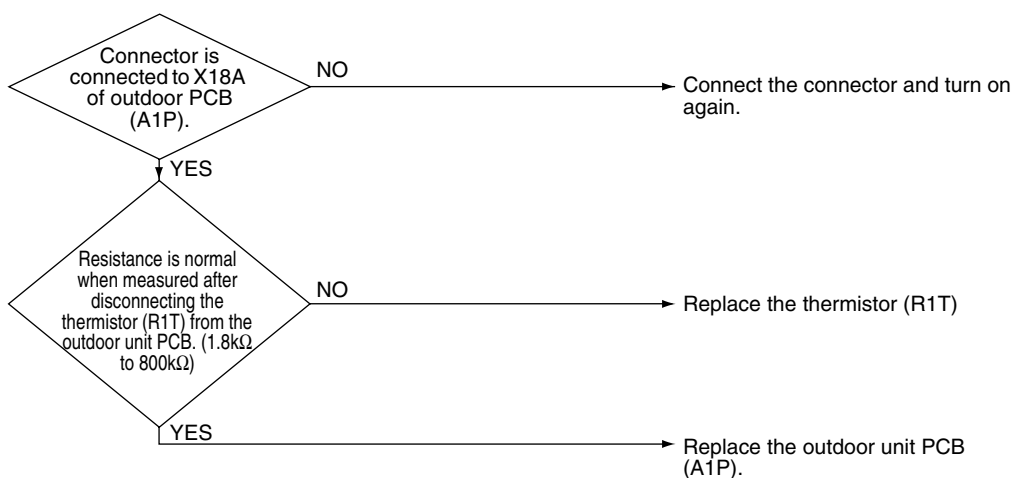 Connector is
connected to X18A
of outdoor PCB
(A1P).
NO
Connect the connector and turn on
again.
YES
Resistance is normal
when measured after
disconnecting the
thermistor (R1T) from the
outdoor unit PCB. (1.8kΩ
to 800kΩ)
NO
Replace the thermistor (R1T)
YES
Replace the outdoor unit PCB
(A1P).